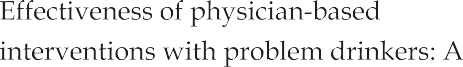 Effectiveness of physician-based
interventions with problem drinkers: A